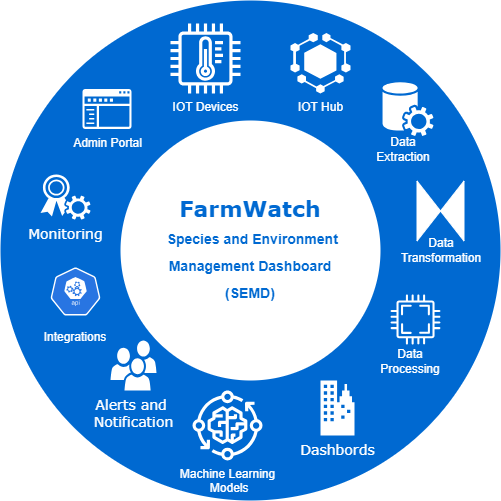 IOT Devices
IOT Hub
Data
Extraction
Data
Transformation
Data
Processing
Dashbords
Machine Learning
Models
Alerts and
Notification
api
Integrations
Monitoring
Admin Portal
FarmWatch
Species and Environment
Management Dashboard
(SEMD)